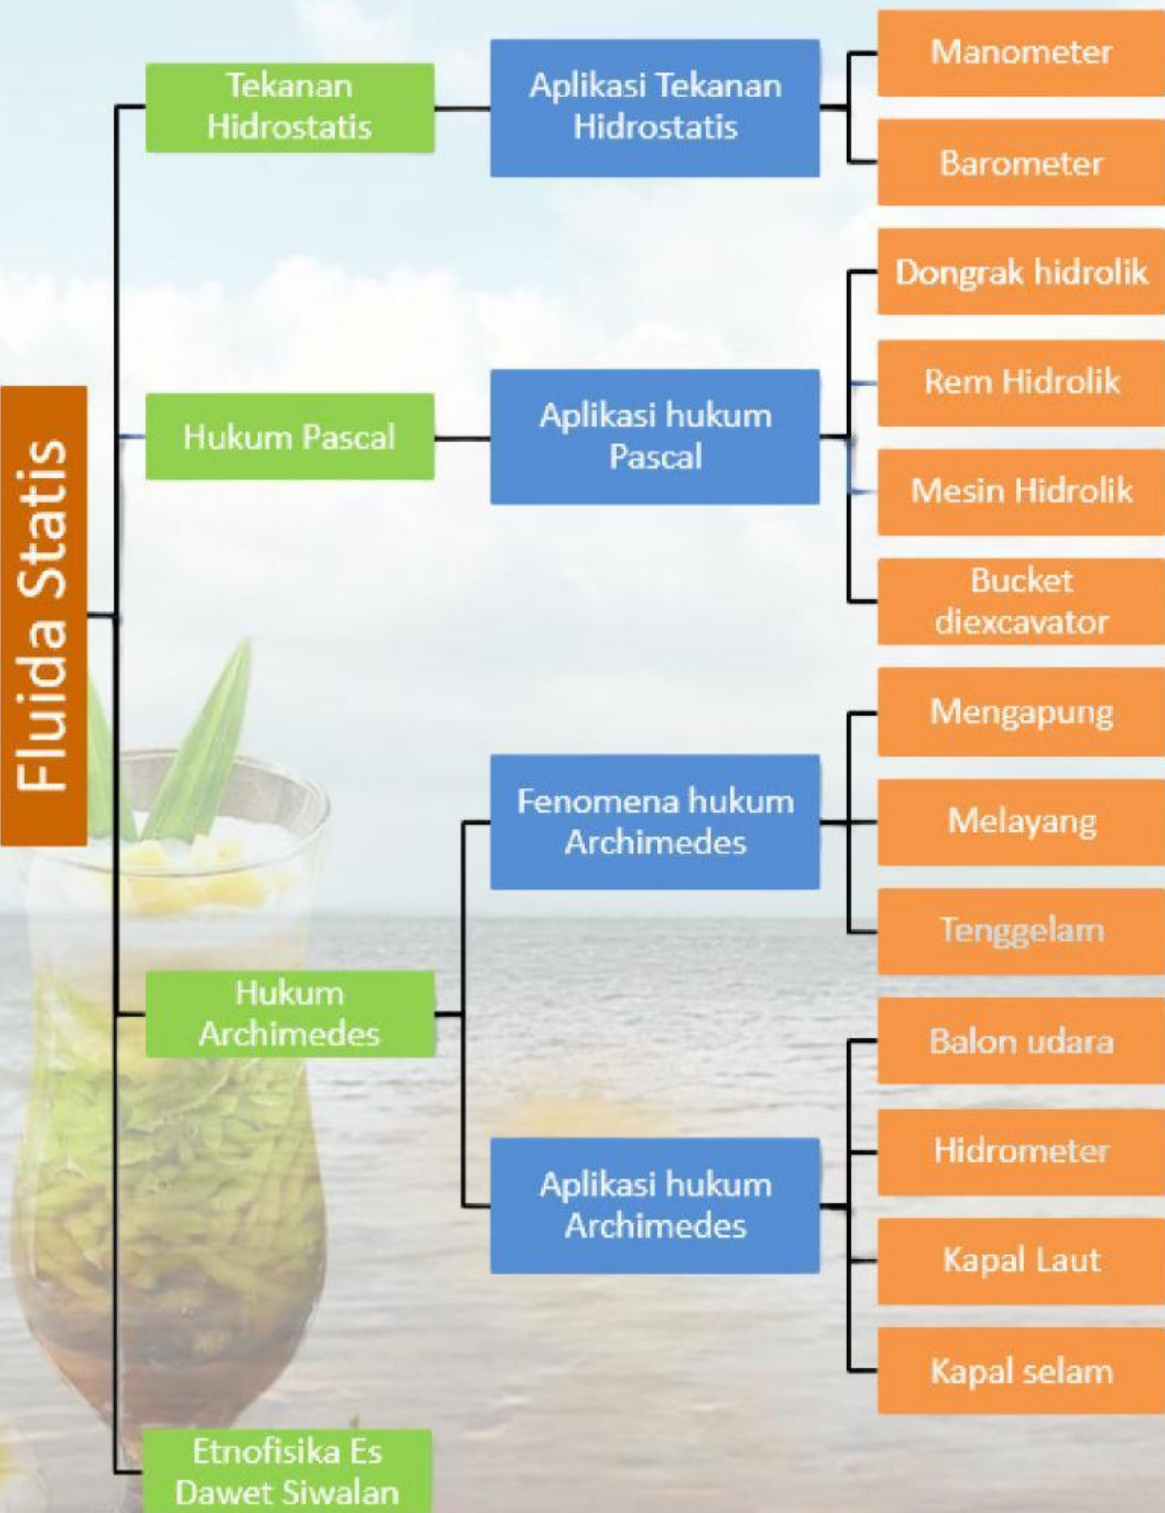 Fluida Statis
Tekanan
Hidrostatis
Aplikasi Tekanan
Hidrostatis
Manometer
Barometer
Hukum Pascal
Aplikasi hukum
Pascal
Dongrak hidrolik
Rem Hidrolik
Mesin Hidrolik
Bucket
diexcavator
Hukum
Archimedes
Fenomena hukum
Archimedes
Mengapung
Melayang
Tenggelam
Aplikasi hukum
Archimedes
Balon udara
Hidrometer
Kapal Laut
Kapal selam
Etnofisika Es
Dawet Siwalan